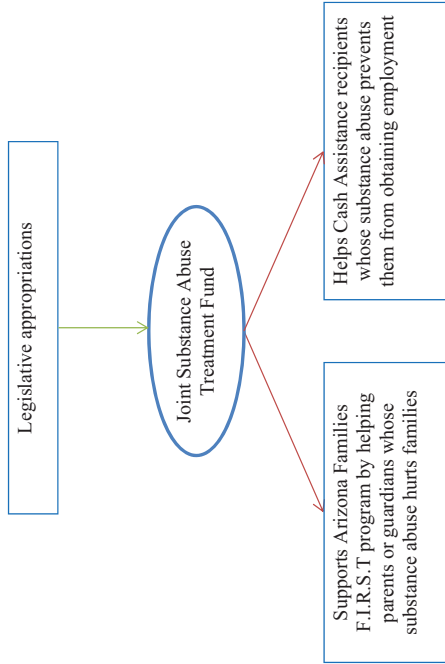 Legislative appropriations
Joint Substance Abuse
Treatment Fund
Supports Arizona Families
F.I.R.S.T program by helping
parents or guardians whose
substance abuse hurts families
Helps Cash Assistance recipients
whose substance abuse prevents
them from obtaining employment